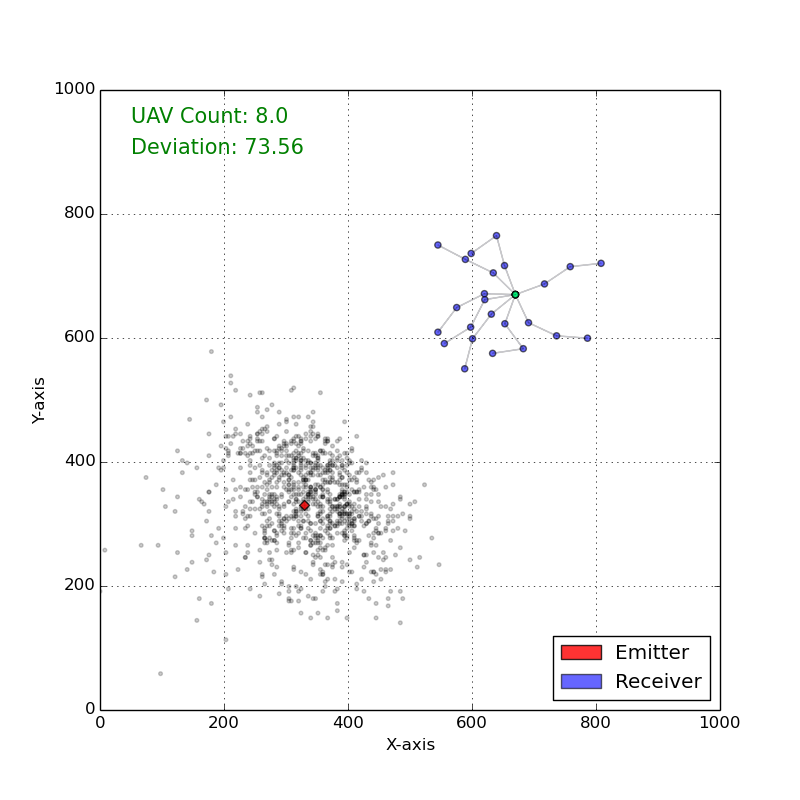 UAV Count: 8.0
Deviation: 73.56
1000
800
600
400
200
0
Y-axis
0 200 400 600 800 1000
X-axis
Emitter
Receiver